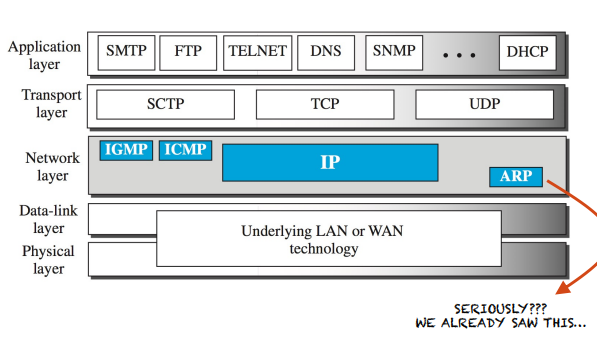 Application
layer
SMTP FTP TELNET DNS SNMP • • • DHCP
Transport
layer
SCTP TCP UDP
Network
layer
IGMP ICMP IP ARP
Data-link
layer
Physical
layer
Underlying LAN or WAN
technology
SERIOUSLY???
WE ALREADY SAW THIS...